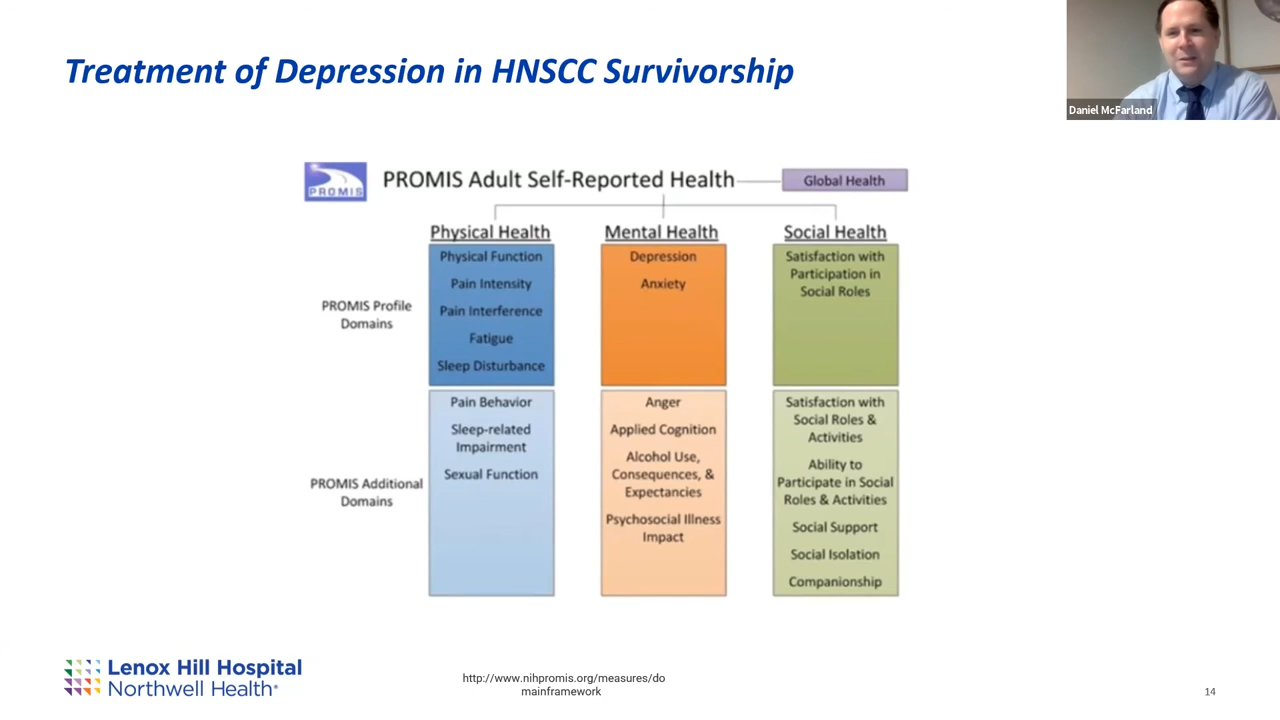 Treatment of Depression in HNSCC Survivorship
Daniel McFarland
PROMIS
PROMIS Adult Self-Reported Health
Global Health
Physical Health
Mental Health
Social Health
PROMIS Profile
Domains
Physical Function
Pain Intensity
Pain Interference
Fatigue
Sleep Disturbance
Depression
Anxiety
Satisfaction with
Participation in
Social Roles
PROMIS Additional
Domains
Pain Behavior
Sleep-related
Impairment
Sexual Function
Anger
Applied Cognition
Alcohol Use,
Consequences, &
Expectancies
Psychosocial Illness
Impact
Satisfaction with
Social Roles &
Activities
Ability to
Participate in Social
Roles & Activities
Social Support
Social Isolation
Companionship
Lenox Hill Hospital
Northwell Health®
http://www.nihpromis.org/measures/do
mainframework
14